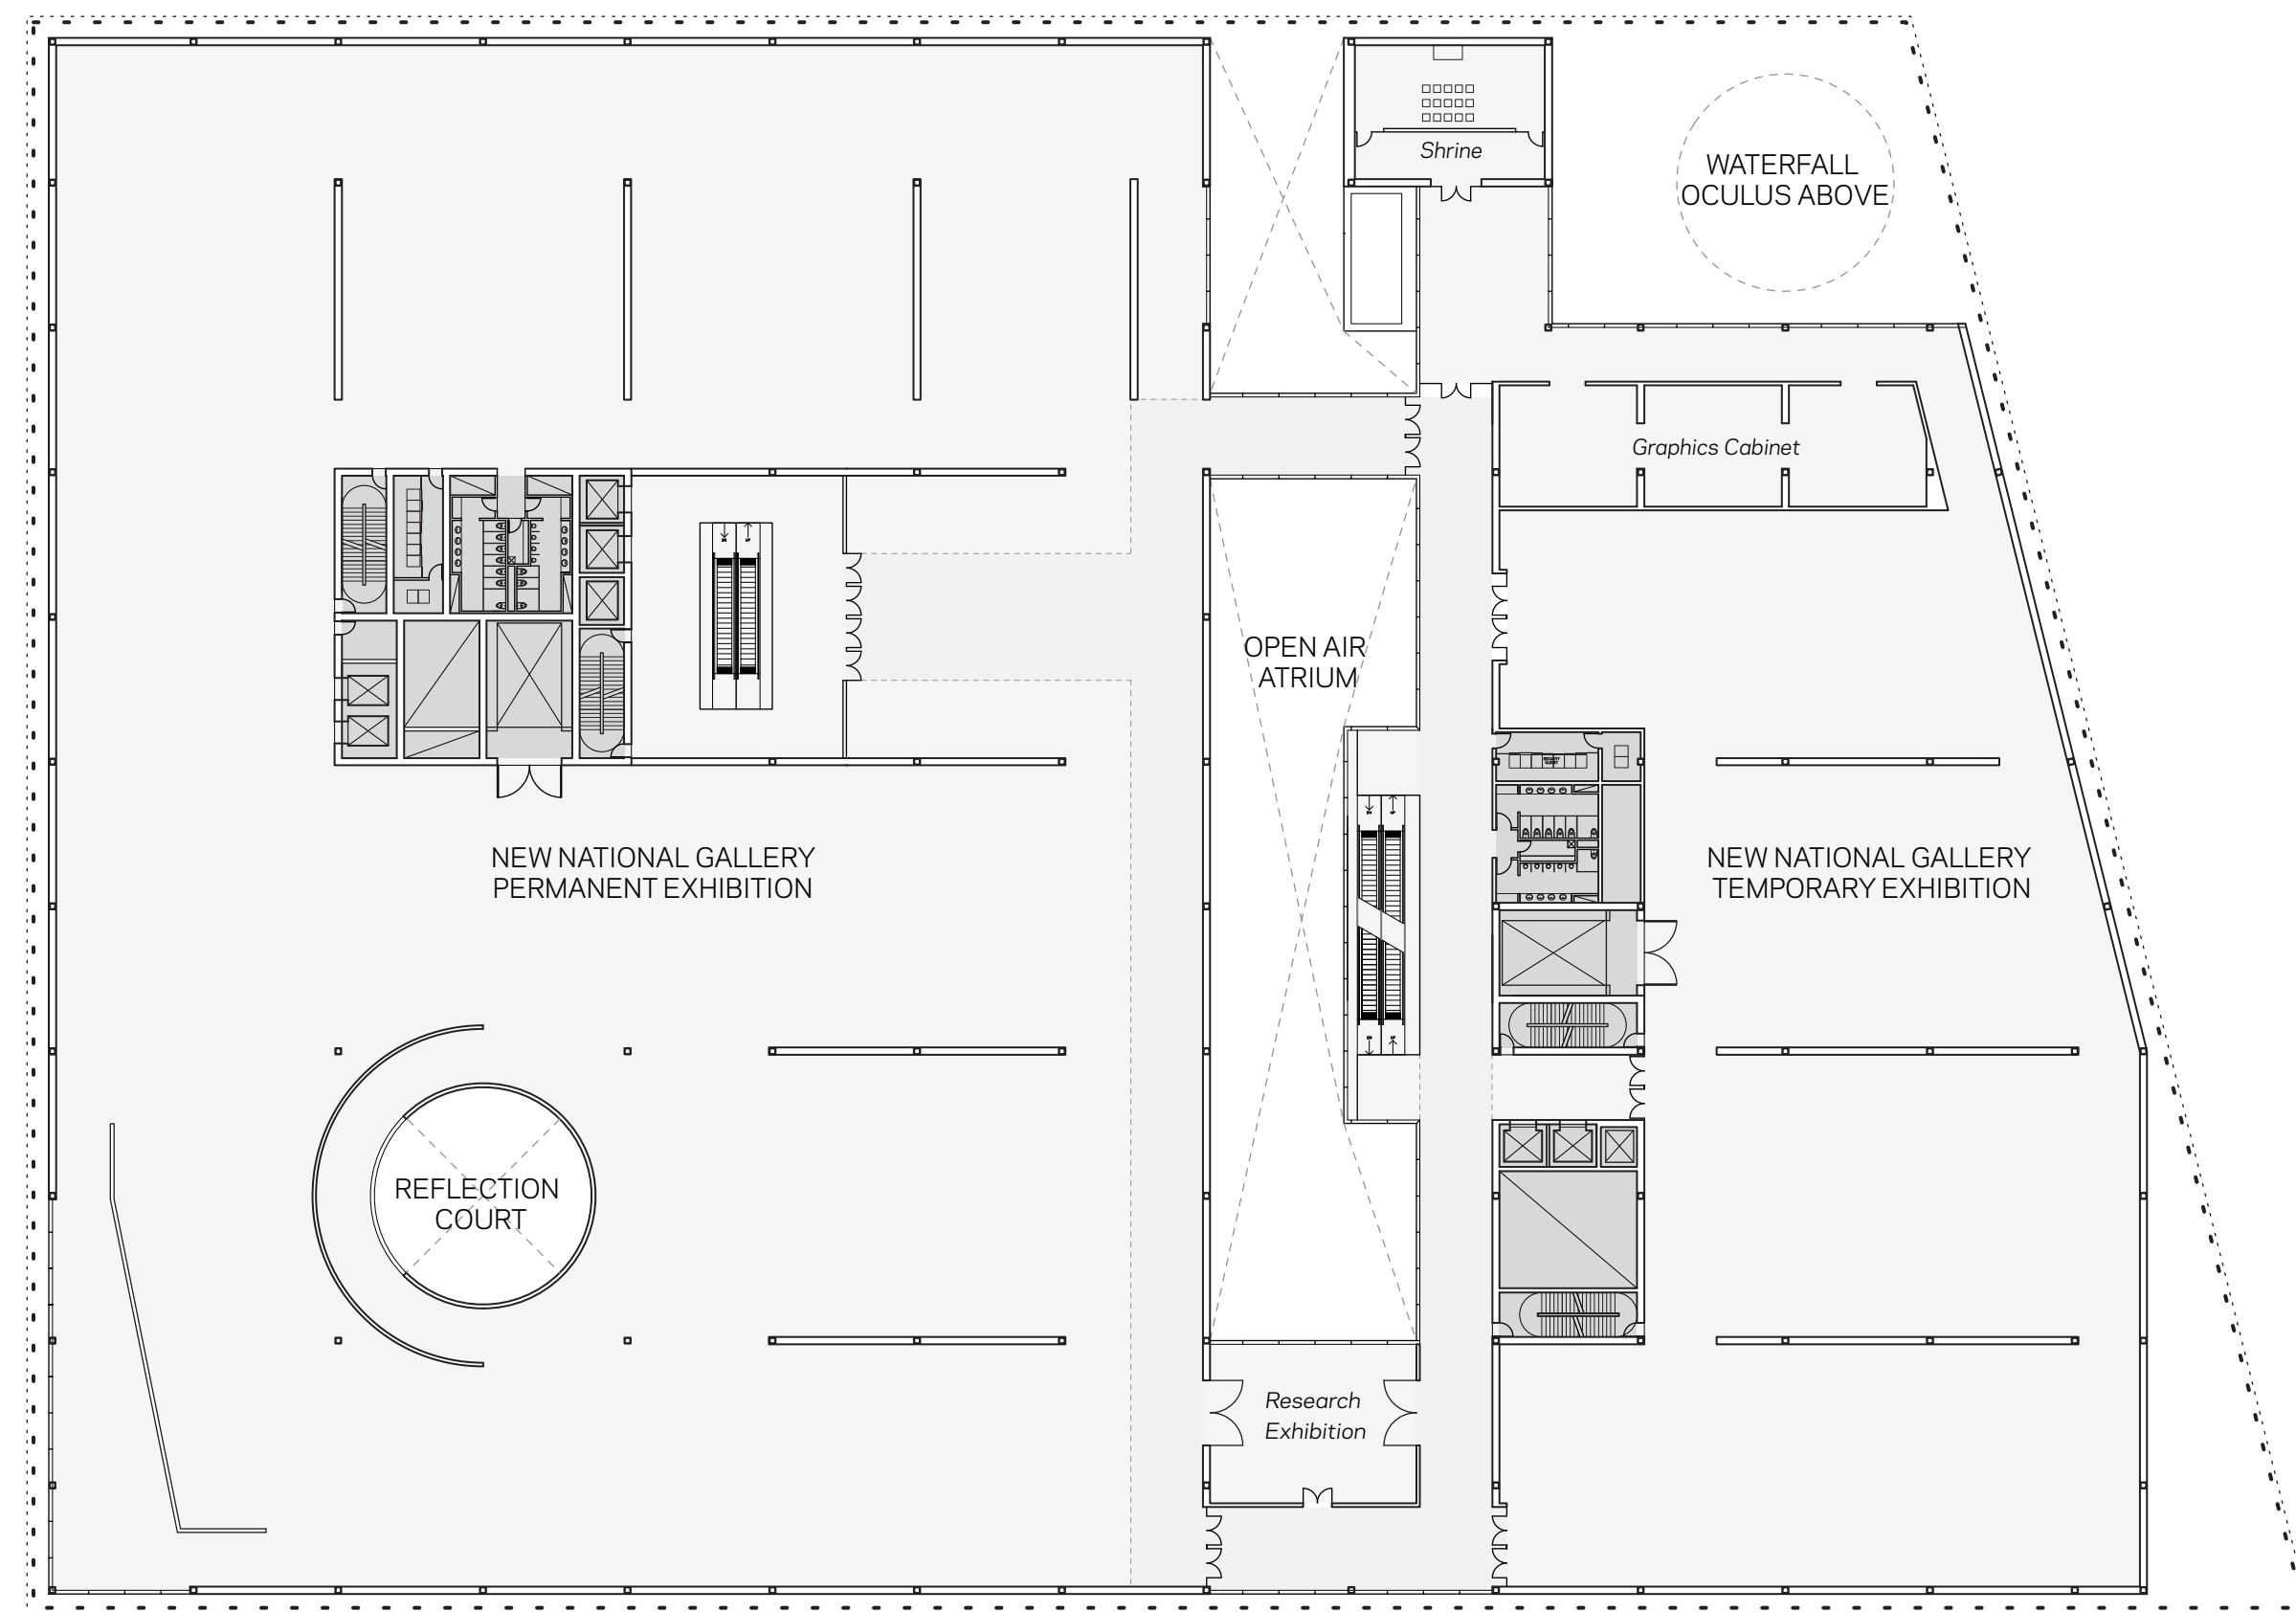 Shrine
WATERFALL
OCULUS ABOVE
Graphics Cabinet
OPEN AIR
ATRIUM
NEW NATIONAL GALLERY
PERMANENT EXHIBITION
NEW NATIONAL GALLERY
TEMPORARY EXHIBITION
REFLECTION
COURT
Research
Exhibition